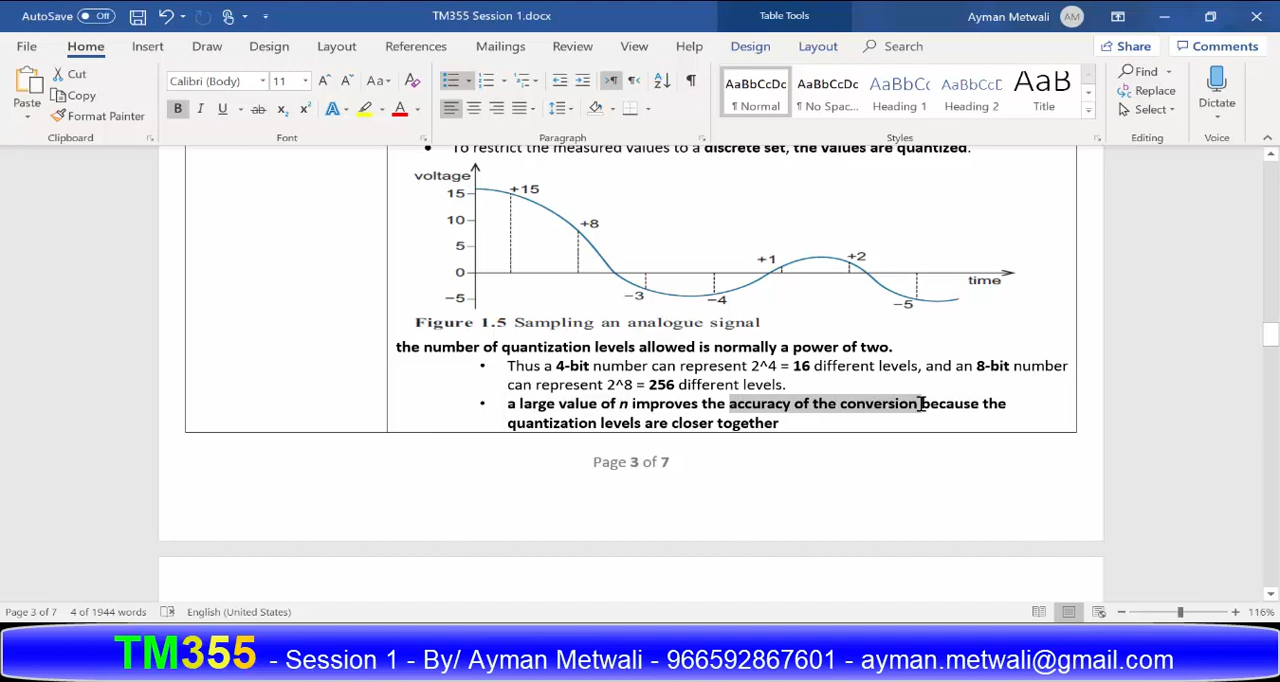 AutoSave Off TM355 Session 1.docx Table Tools Ayman Metwali AM
File Home Insert Draw Design Layout References Mailings Review View Help Design Layout Search Share Comments
Paste Cut Copy Format Painter
Calibri (Body) 11 A A Aa A
B I U ab x₂ x² A A
AaBbCcDc ¶ Normal AaBbCcDc ¶ No Spac... AaBbCcD Heading 1 AaBbCcD Heading 2 AaB Title
Find Replace Select Dictate
Clipboard Font Paragraph Styles Editing Voice
• To restrict the measured values to a discrete set, the values are quantized.
voltage
15 +15
10 +8
5 +1 +2
0 time
-5 −3 −4 −5
Figure 1.5 Sampling an analogue signal
the number of quantization levels allowed is normally a power of two.
• Thus a 4-bit number can represent 2^4 = 16 different levels, and an 8-bit number
can represent 2^8 = 256 different levels.
• a large value of n improves the accuracy of the conversion because the
quantization levels are closer together
Page 3 of 7
Page 3 of 7 4 of 1944 words English (United States) 116%
TM355 - Session 1 - By/ Ayman Metwali - 966592867601 - ayman.metwali@gmail.com